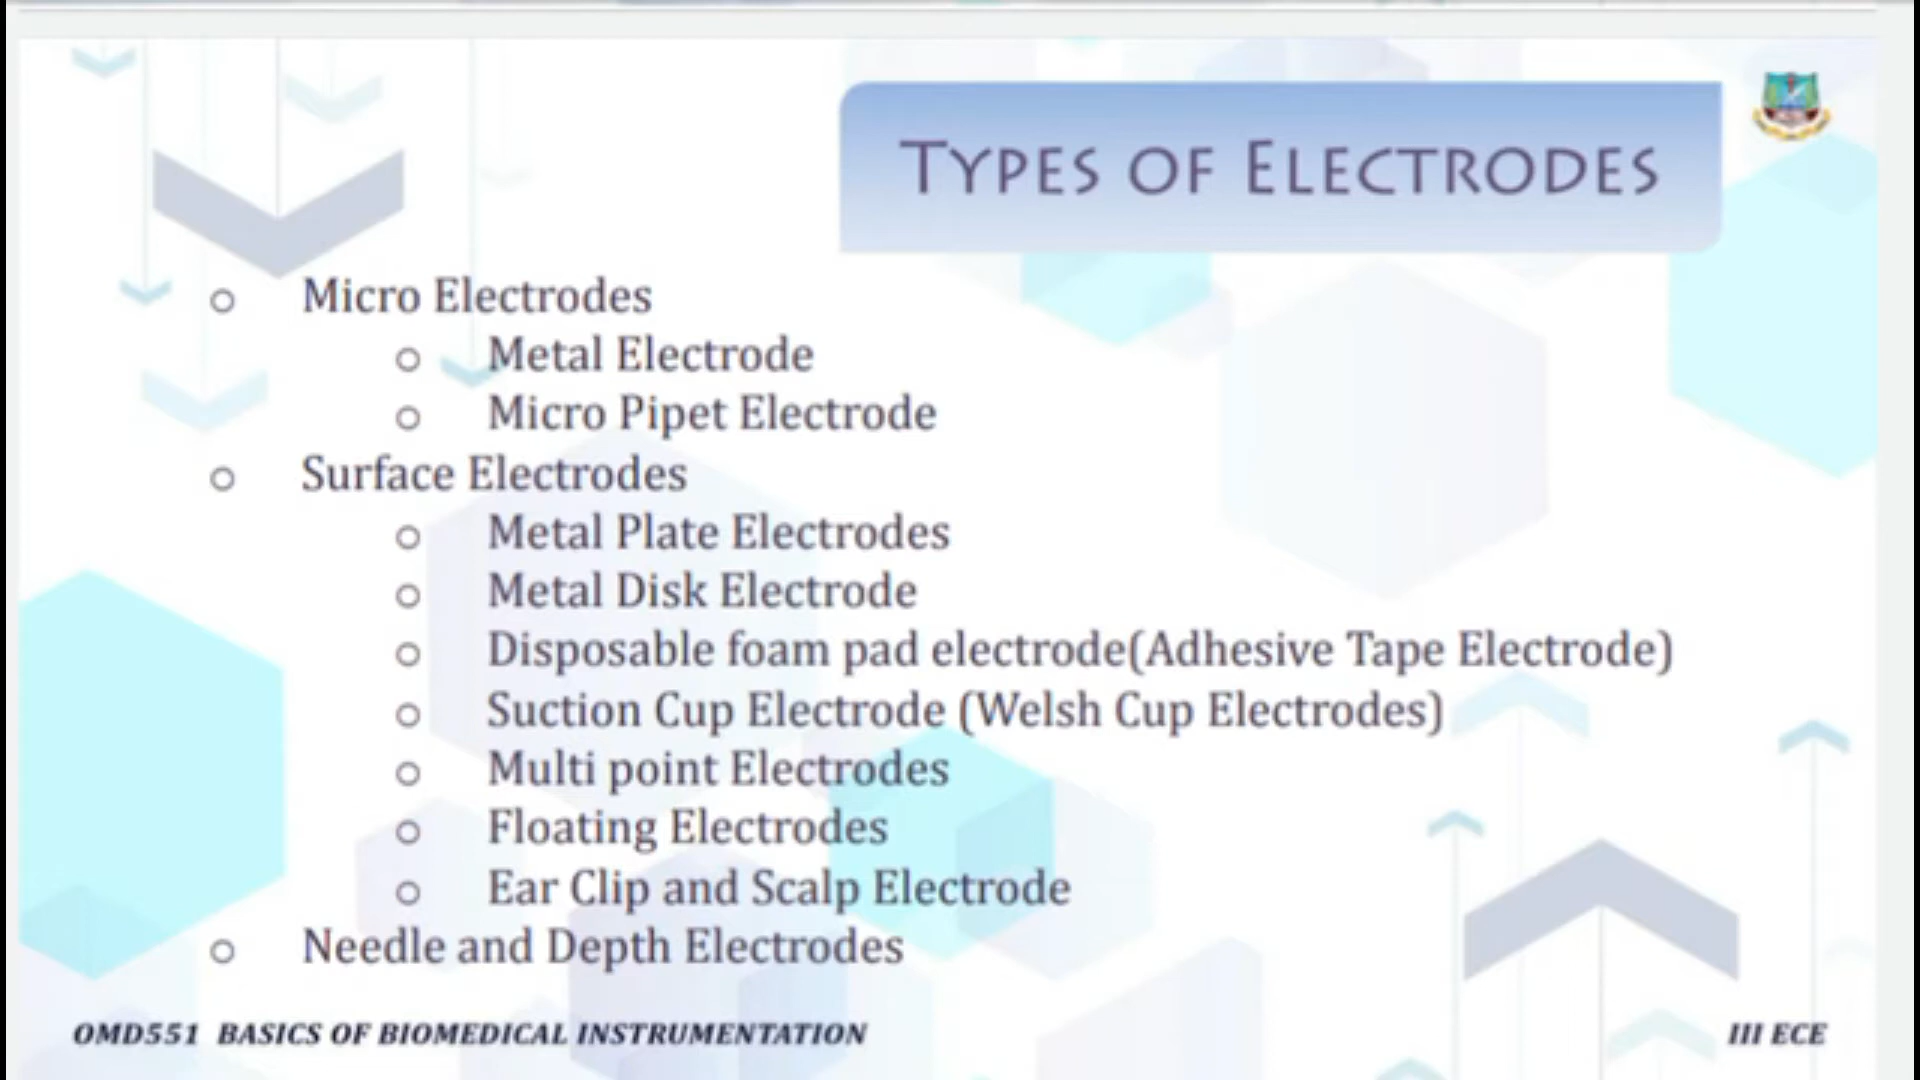 TYPES OF ELECTRODES
Micro Electrodes
Metal Electrode
Micro Pipet Electrode
Surface Electrodes
Metal Plate Electrodes
Metal Disk Electrode
Disposable foam pad electrode(Adhesive Tape Electrode)
Suction Cup Electrode (Welsh Cup Electrodes)
Multi point Electrodes
Floating Electrodes
Ear Clip and Scalp Electrode
Needle and Depth Electrodes
OMD551 BASICS OF BIOMEDICAL INSTRUMENTATION
III ECE